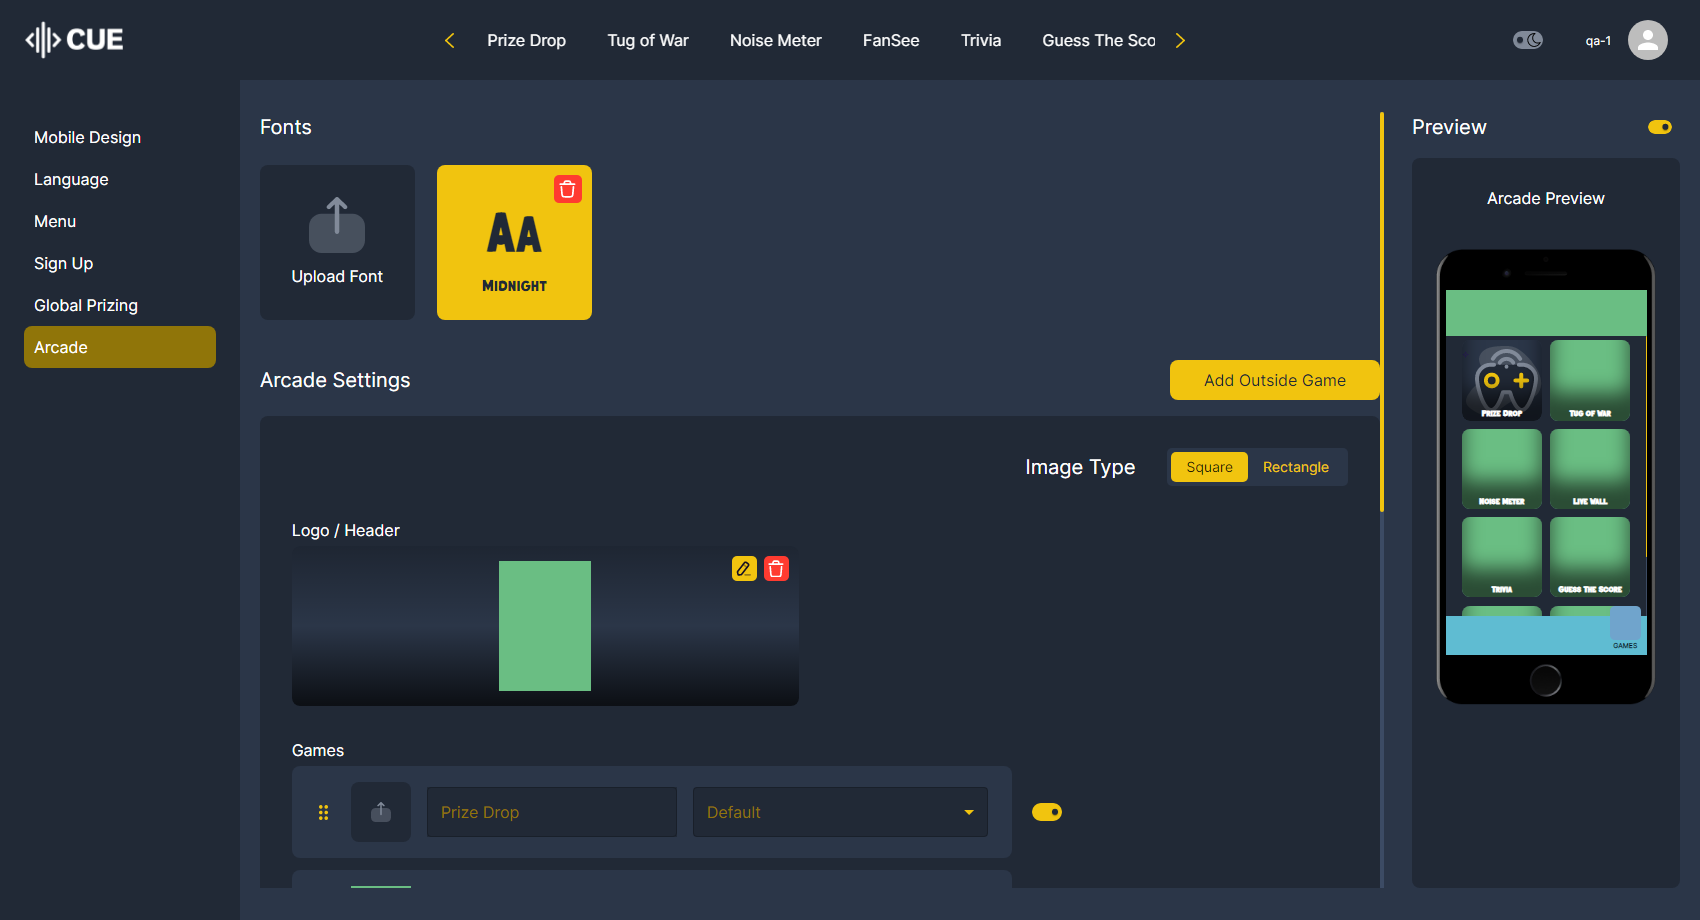 CUE
Prize Drop
Tug of War
Noise Meter
FanSee
Trivia
Guess The Sco
qa-1
Mobile Design
Language
Menu
Sign Up
Global Prizing
Arcade
Fonts
Upload Font
AA
MIDNIGHT
Arcade Settings
Add Outside Game
Image Type
Square
Rectangle
Logo / Header
Games
Prize Drop
Default
Preview
Arcade Preview
PRIZE DROP
TUG OF WAR
NOISE METER
LIVE WALL
TRIVIA
GUESS THE SCORE
GAMES